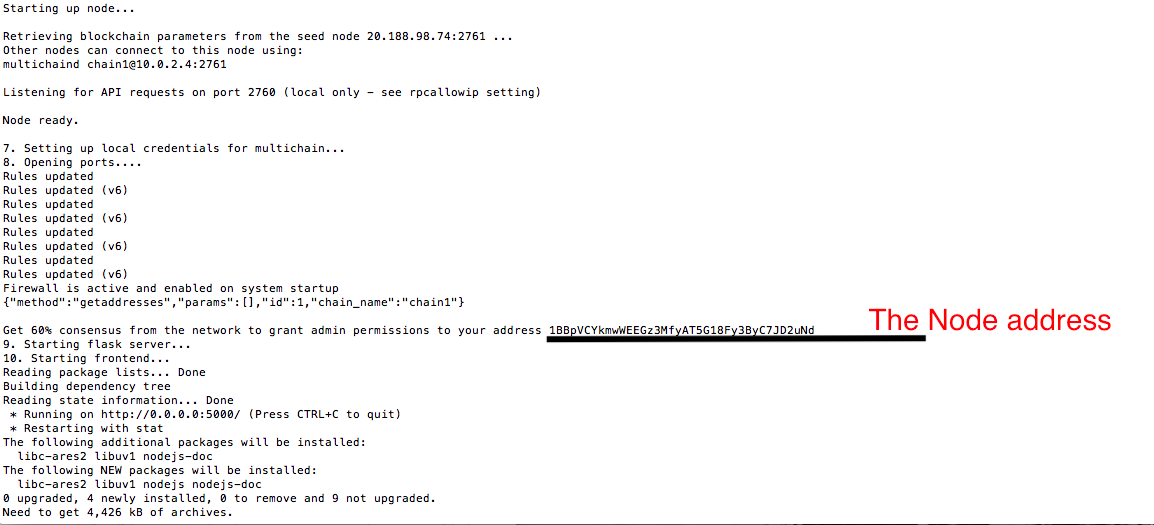 Starting up node...
Retrieving blockchain parameters from the seed node 20.188.98.74:2761 ...
Other nodes can connect to this node using:
multichaind chain1@10.0.2.4:2761
Listening for API requests on port 2760 (local only - see rpcallowip setting)
Node ready.
7. Setting up local credentials for multichain...
8. Opening ports....
Rules updated
Rules updated (v6)
Rules updated
Rules updated (v6)
Rules updated
Rules updated (v6)
Rules updated
Rules updated (v6)
Firewall is active and enabled on system startup
{"method":"getaddresses","params":[],"id":1,"chain_name":"chain1"}
Get 60% consensus from the network to grant admin permissions to your address 1BBpVCYkmwWEEGz3MfyAT5G18Fy3ByC7JD2uNd
The Node address
9. Starting flask server...
10. Starting frontend...
Reading package lists... Done
Building dependency tree
Reading state information... Done
* Running on http://0.0.0.0:5000/ (Press CTRL+C to quit)
* Restarting with stat
The following additional packages will be installed:
libc-ares2 libuv1 nodejs-doc
The following NEW packages will be installed:
libc-ares2 libuv1 nodejs nodejs-doc
0 upgraded, 4 newly installed, 0 to remove and 9 not upgraded.
Need to get 4,426 kB of archives.